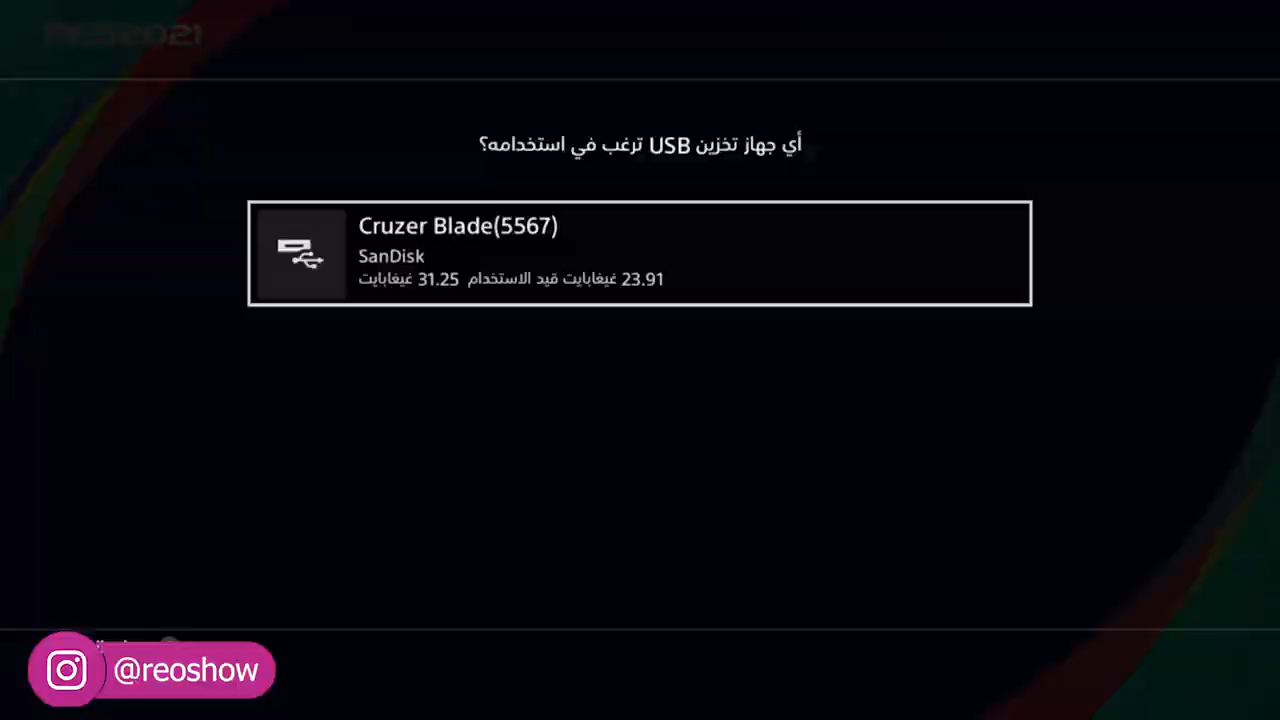 PES2021
أي جهاز تخزين USB ترغب في استخدامه؟
Cruzer Blade(5567)
SanDisk
23.91 غيغابايت قيد الاستخدام 31.25 غيغابايت
@reoshow